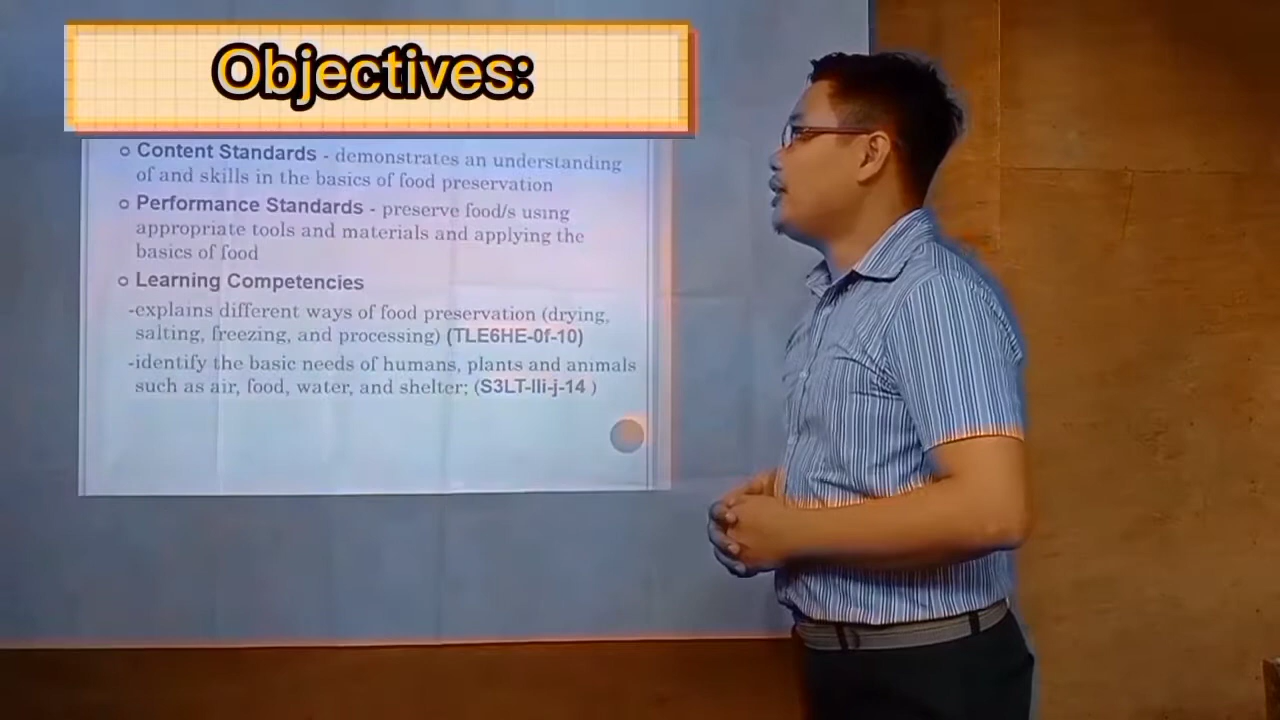 Objectives:
Content Standards - demonstrates an understanding
of and skills in the basics of food preservation
Performance Standards - preserve food/s using
appropriate tools and materials and applying the
basics of food
Learning Competencies
-explains different ways of food preservation (drying,
salting, freezing, and processing) (TLE6HE-0f-10)
-identify the basic needs of humans, plants and animals
such as air, food, water, and shelter; (S3LT-IIi-j-14 )